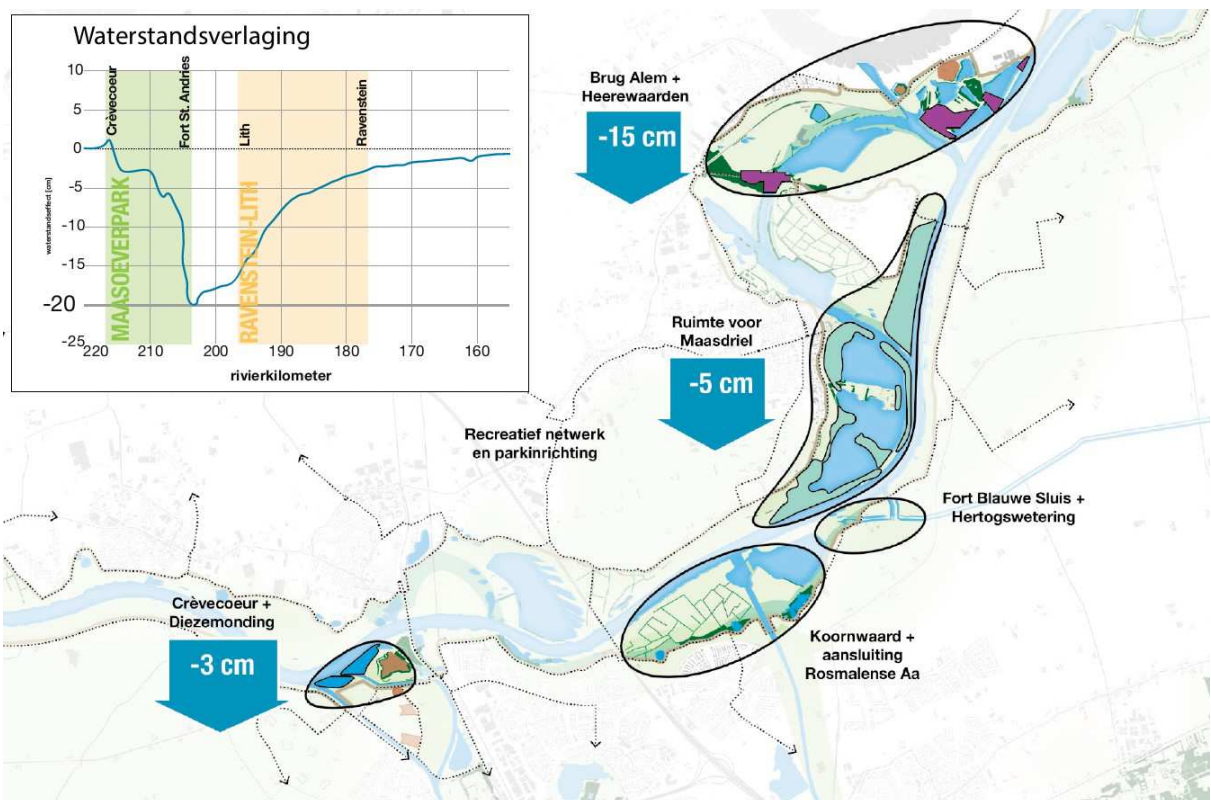 Waterstandsverlaging
10
5
0
-5
-10
-15
-20
-25
waterstandseffect [cm]
Crèvecoeur
Fort St. Andries
Lith
Ravenstein
MAASOEVERPARK
RAVENSTEIN-LITH
220
210
200
190
180
170
160
rivierkilometer
Brug Alem +
Heerewaarden
-15 cm
Ruimte voor
Maasdriel
-5 cm
Recreatief netwerk
en parkinrichting
Fort Blauwe Sluis +
Hertogswetering
Crèvecoeur +
Diezemonding
-3 cm
Koornwaard +
aansluiting
Rosmalense Aa